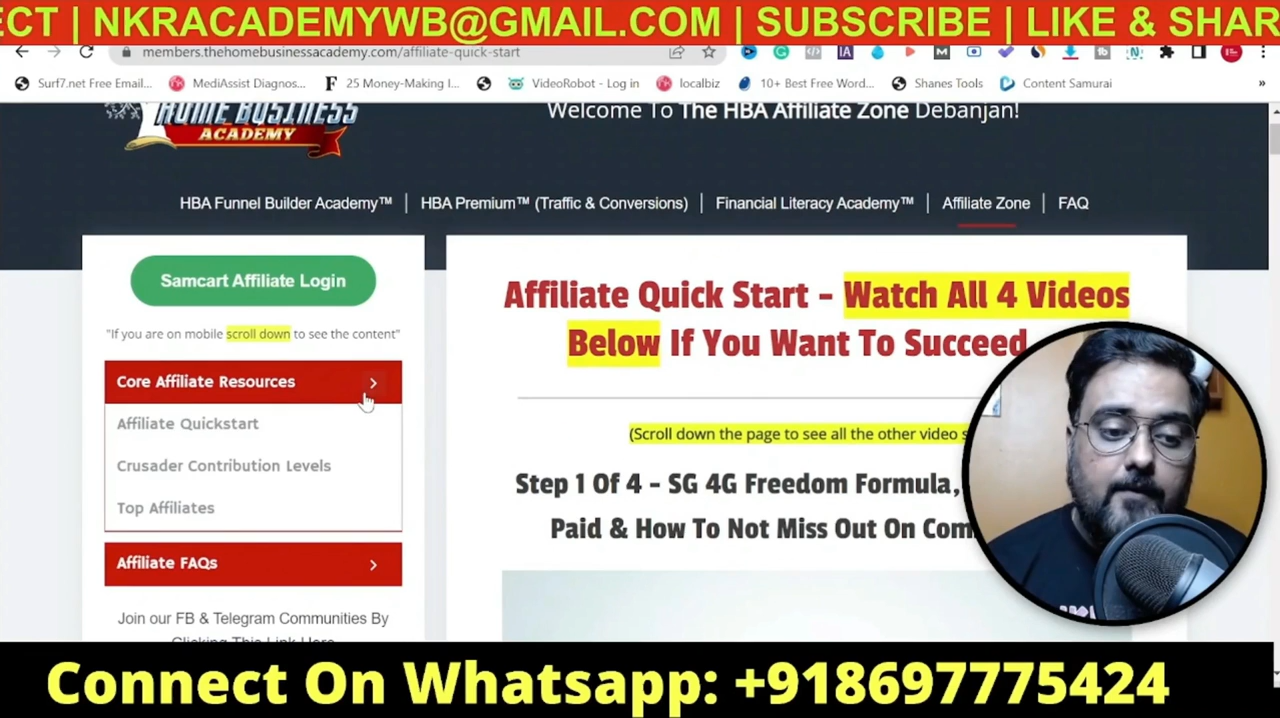 ECT | NKRACADEMYWB@GMAIL.COM | SUBSCRIBE | LIKE & SHAR
members.thehomebusinessacademy.com/affiliate-quick-start
Surf7.net Free Email... MediAssist Diagnos... 25 Money-Making I... VideoRobot - Log in localbiz 10+ Best Free Word... Shanes Tools Content Samurai »
HOME BUSINESS
ACADEMY
Welcome To The HBA Affiliate Zone Debanjan!
HBA Funnel Builder Academy™ | HBA Premium™ (Traffic & Conversions) | Financial Literacy Academy™ | Affiliate Zone | FAQ
Samcart Affiliate Login
"If you are on mobile scroll down to see the content"
Core Affiliate Resources
Affiliate Quickstart
Crusader Contribution Levels
Top Affiliates
Affiliate FAQs
Join our FB & Telegram Communities By
Clicking This Link Here
Affiliate Quick Start - Watch All 4 Videos
Below If You Want To Succeed
(Scroll down the page to see all the other video s
Step 1 Of 4 - SG 4G Freedom Formula,
Paid & How To Not Miss Out On Com
Connect On Whatsapp: +918697775424